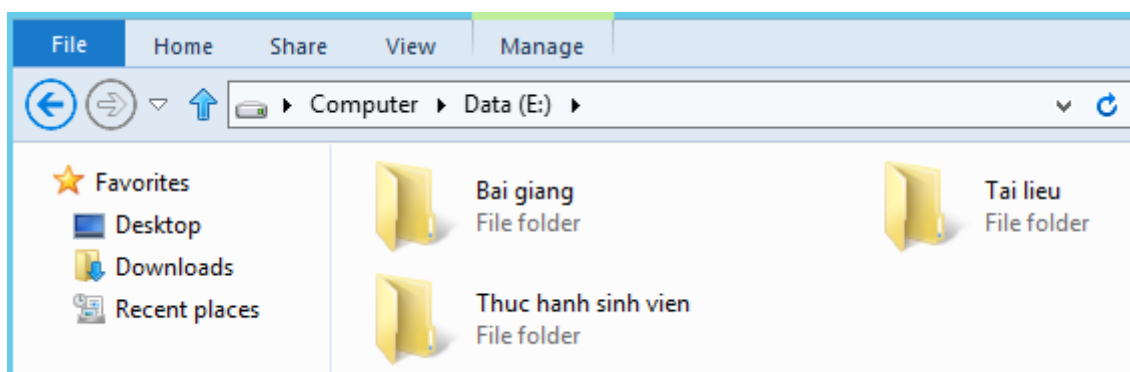 File Home Share View Manage
Computer Data (E:)
Favorites
Desktop
Downloads
Recent places
Bai giang
File folder
Tai lieu
File folder
Thuc hanh sinh vien
File folder